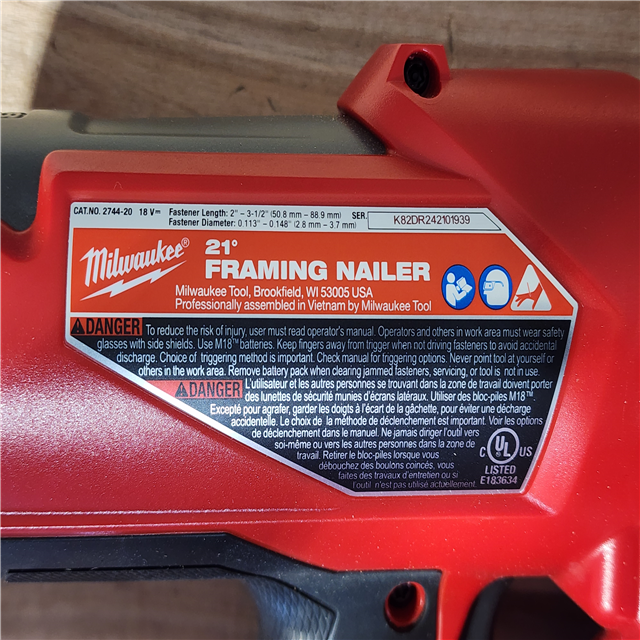 CAT.NO. 2744-20 18 V⎓ Fastener Length: 2" – 3-1/2" (50.8 mm – 88.9 mm) SER. K82DR242101939
Fastener Diameter: 0.113" – 0.148" (2.8 mm – 3.7 mm)
Milwaukee®
21°
FRAMING NAILER
Milwaukee Tool, Brookfield, WI 53005 USA
Professionally assembled in Vietnam by Milwaukee Tool
DANGER To reduce the risk of injury, user must read operator's manual. Operators and others in work area must wear safety
glasses with side shields. Use M18™ batteries. Keep fingers away from trigger when not driving fasteners to avoid accidental
discharge. Choice of triggering method is important. Check manual for triggering options. Never point tool at yourself or
others in the work area. Remove battery pack when clearing jammed fasteners, servicing, or tool is not in use.
DANGER L'utilisateur et les autres personnes se trouvant dans la zone de travail doivent porter
des lunettes de sécurité munies d'écrans latéraux. Utiliser des bloc-piles M18™.
Excepté pour agrafer, garder les doigts à l'écart de la gâchette, pour éviter une décharge
accidentelle. Le choix de la méthode de déclenchement est important. Voir les options
de déclenchement dans le manuel. Ne jamais diriger l'outil vers
soi-même ou vers d'autres personnes dans la zone de
travail. Retirer le bloc-piles lorsque vous
débouchez des boulons coincés, vous
faites des travaux d'entretien ou si
l'outil n'est pas actuellement utilisé.
C UL US
LISTED
E183634